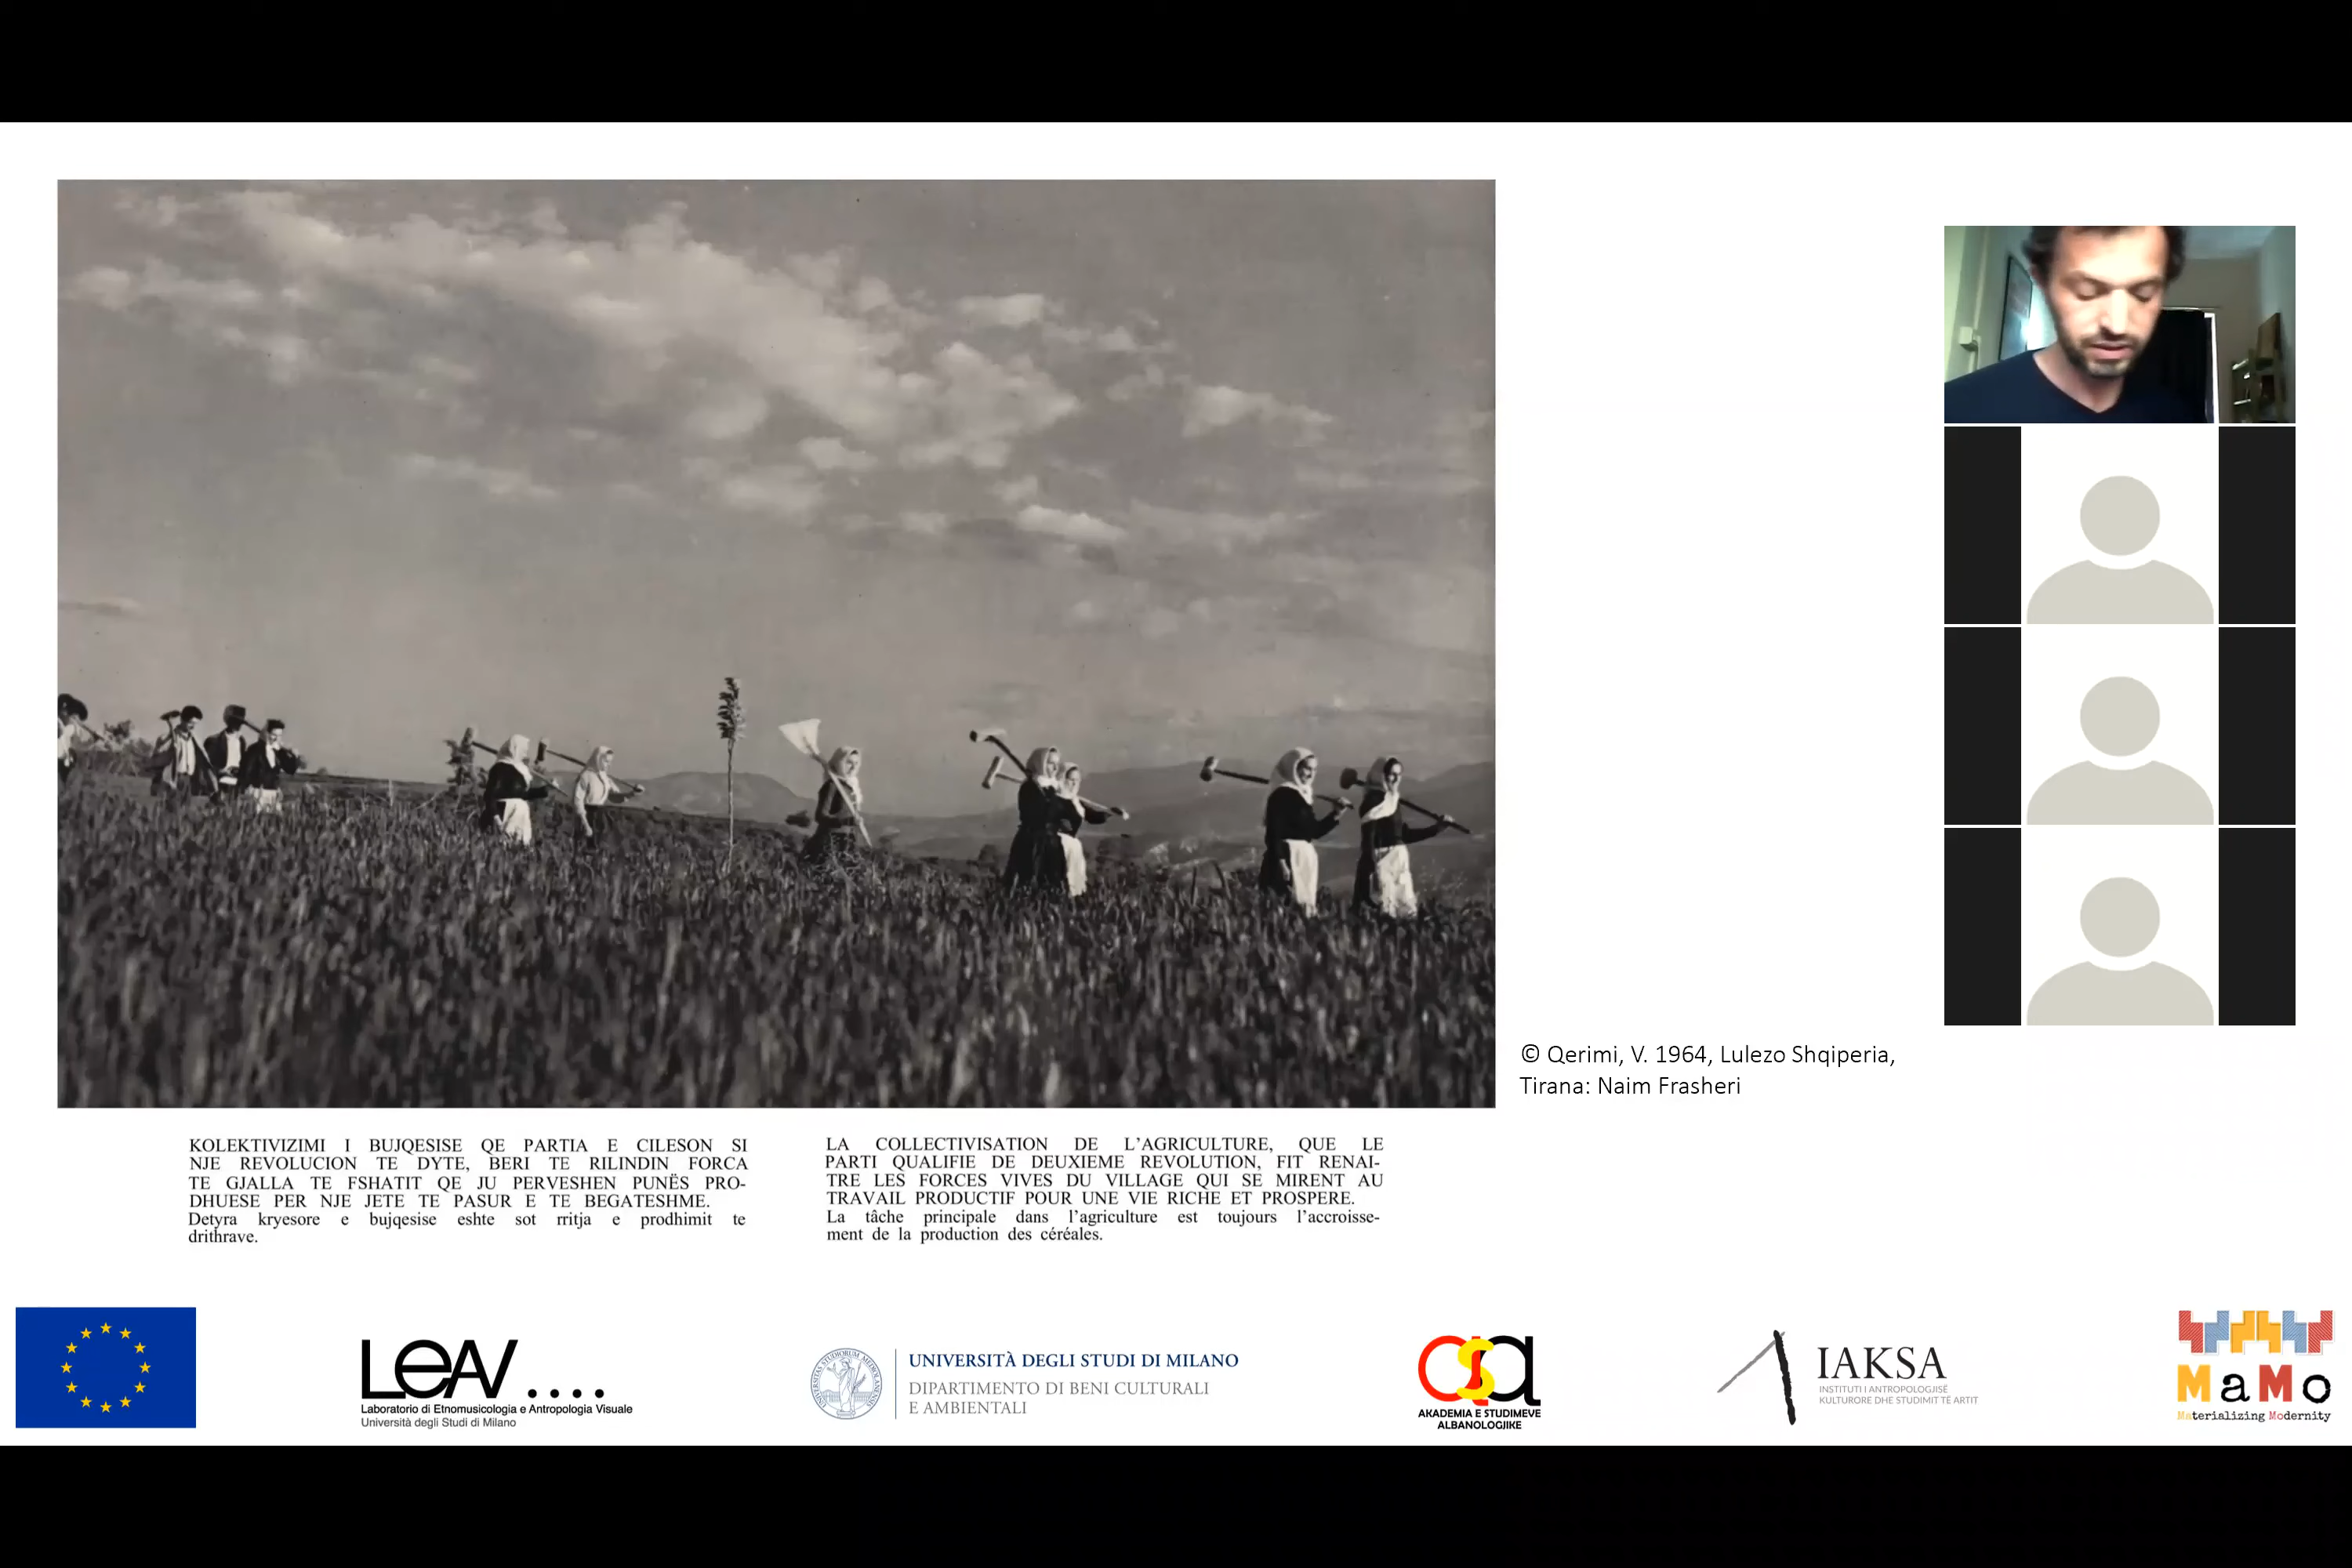 © Qerimi, V. 1964, Lulezo Shqiperia,
Tirana: Naim Frasheri
KOLEKTIVIZIMI I BUJQESISE QE PARTIA E CILESON SI
NJE REVOLUCION TE DYTE, BERI TE RILINDIN FORCA
TE GJALLA TE FSHATIT QE JU PERVESHEN PUNËS PRO-
DHUESE PER NJE JETE TE PASUR E TE BEGATESHME.
Detyra kryesore e bujqesise eshte sot rritja e prodhimit te
drithrave.
LA COLLECTIVISATION DE L'AGRICULTURE, QUE LE
PARTI QUALIFIE DE DEUXIEME REVOLUTION, FIT RENAI-
TRE LES FORCES VIVES DU VILLAGE QUI SE MIRENT AU
TRAVAIL PRODUCTIF POUR UNE VIE RICHE ET PROSPERE.
La tâche principale dans l'agriculture est toujours l'accroisse-
ment de la production des céréales.
LeAV....
Laboratorio di Etnomusicologia e Antropologia Visuale
Università degli Studi di Milano
UNIVERSITÀ DEGLI STUDI DI MILANO
DIPARTIMENTO DI BENI CULTURALI
E AMBIENTALI
asa
AKADEMIA E STUDIMEVE
ALBANOLOGJIKE
IAKSA
INSTITUTI I ANTROPOLOGJISË
KULTURORE DHE STUDIMIT TË ARTIT
MaMo
Materializing Modernity